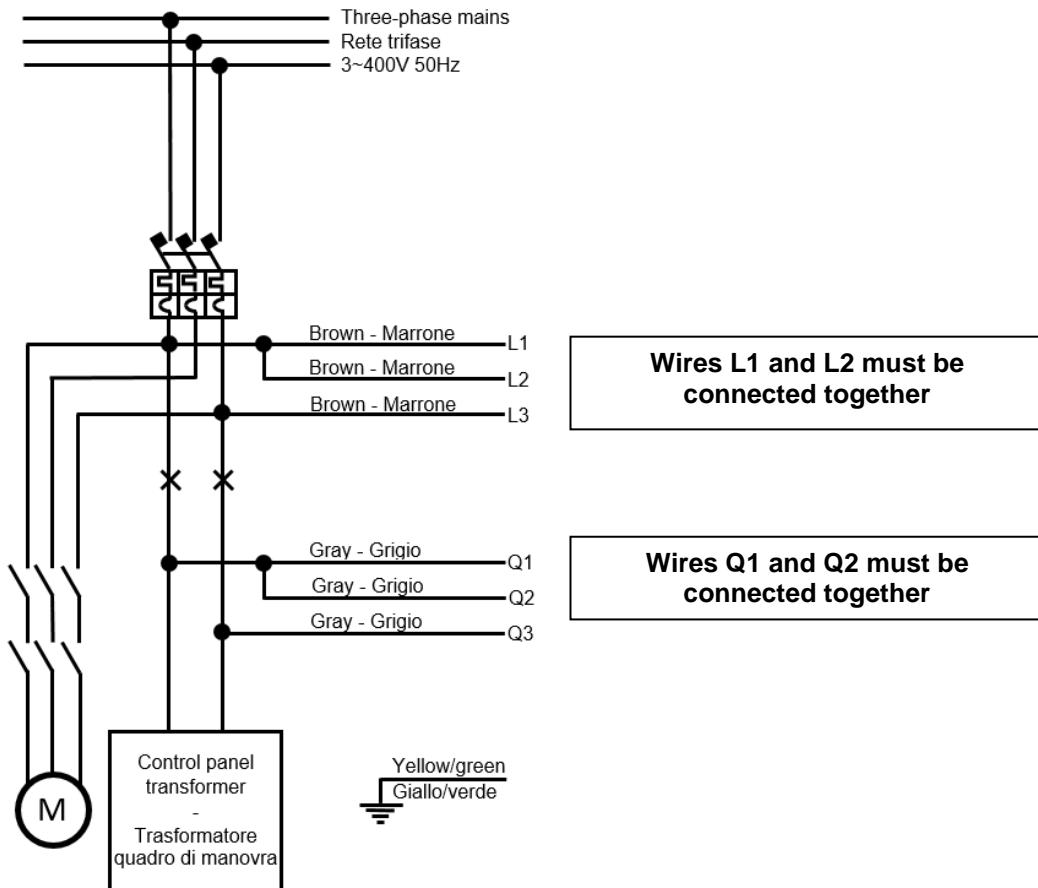 Three-phase mains
Rete trifase
3~400V 50Hz
Brown - Marrone
L1
Brown - Marrone
L2
Brown - Marrone
L3
Wires L1 and L2 must be
connected together
Gray - Grigio
Q1
Gray - Grigio
Q2
Gray - Grigio
Q3
Wires Q1 and Q2 must be
connected together
Control panel
transformer
-
Trasformatore
quadro di manovra
Yellow/green
Giallo/verde
M